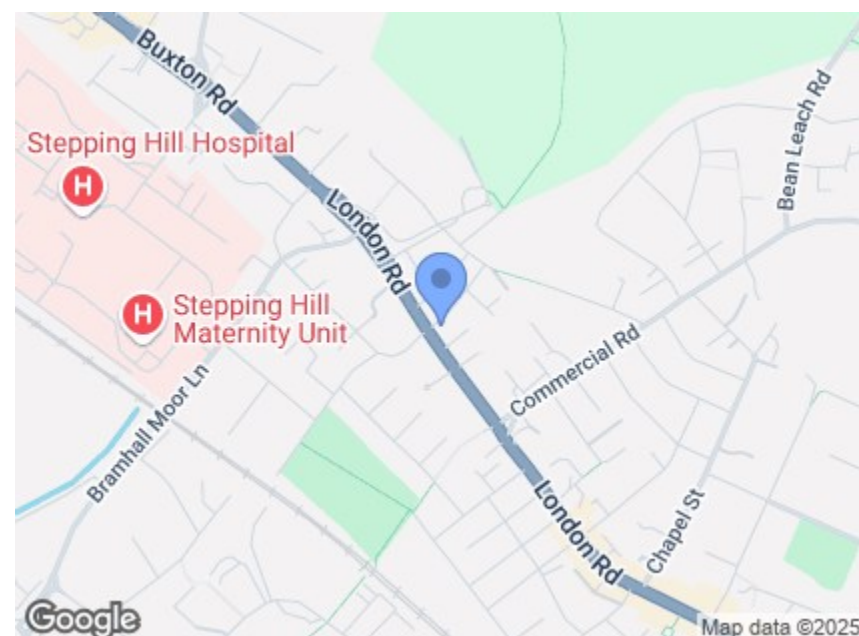 Buxton Rd
Stepping Hill Hospital
H
London Rd
Bean Leach Rd
H
Stepping Hill
Maternity Unit
Commercial Rd
Bramhall Moor Ln
London Rd
Chapel St
Google
Map data ©2025